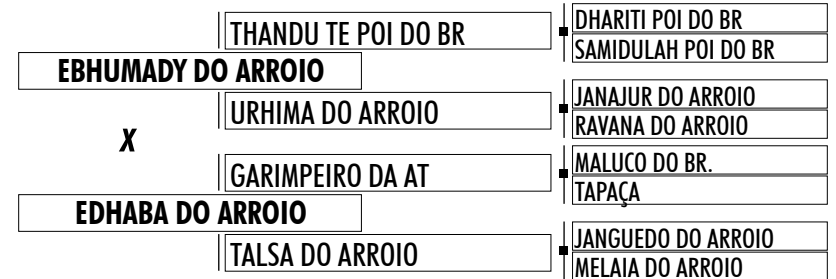 THANDU TE POI DO BR
DHARITI POI DO BR
SAMIDULAH POI DO BR
EBHUMADY DO ARROIO
URHIMA DO ARROIO
JANAJUR DO ARROIO
RAVANA DO ARROIO
X
GARIMPEIRO DA AT
MALUCO DO BR.
TAPAÇA
EDHABA DO ARROIO
TALSA DO ARROIO
JANGUEDO DO ARROIO
MELAIA DO ARROIO